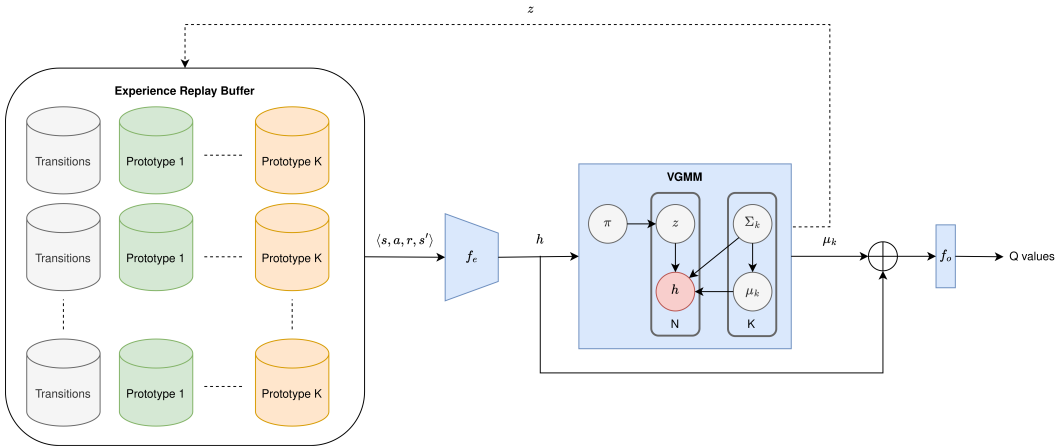 z
Experience Replay Buffer
Transitions
Prototype 1
Prototype K
Transitions
Prototype 1
Prototype K
Transitions
Prototype 1
Prototype K
⟨s, a, r, s′⟩
f_e
h
VGMM
π
z
Σ_k
h
μ_k
N
K
μ_k
f_o
Q values